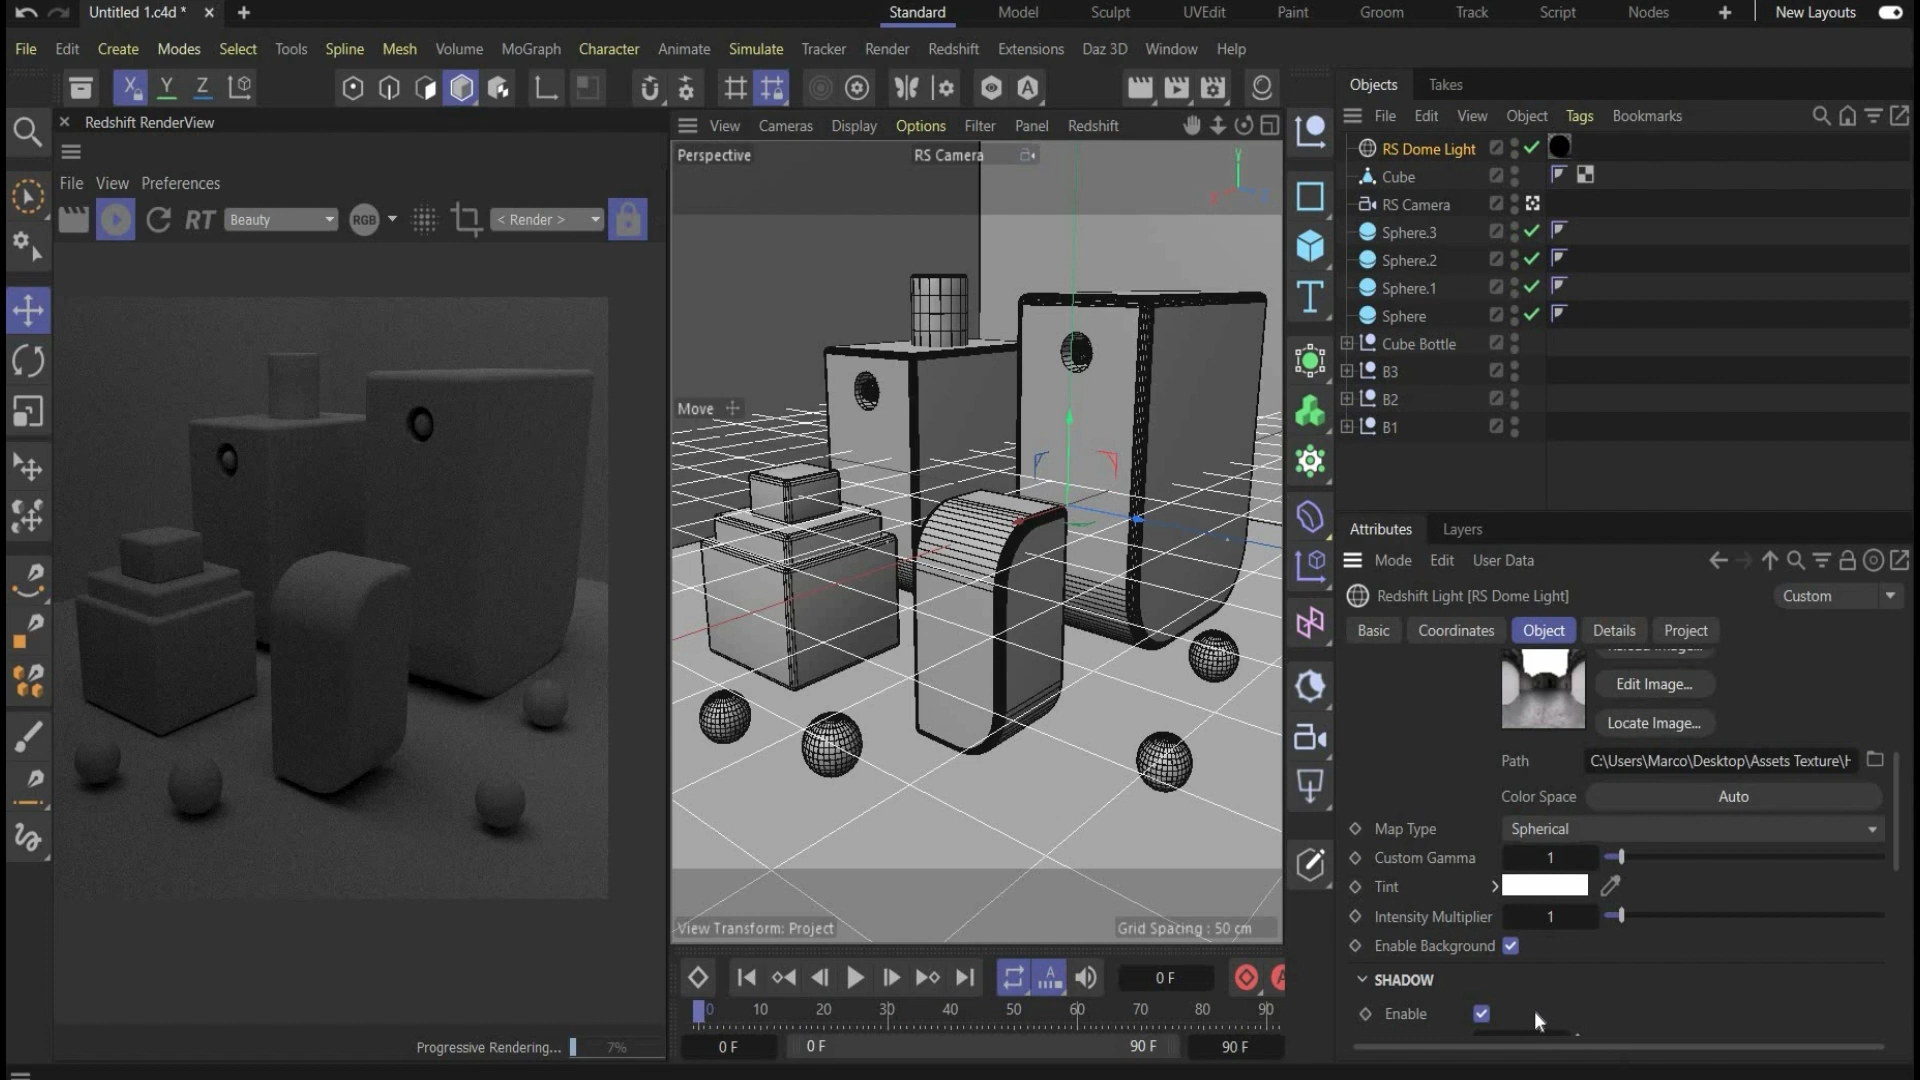 Untitled 1.c4d *
Standard Model Sculpt UVEdit Paint Groom Track Script Nodes New Layouts
File Edit Create Modes Select Tools Spline Mesh Volume MoGraph Character Animate Simulate Tracker Render Redshift Extensions Daz 3D Window Help
X Y Z
Redshift RenderView
File View Preferences
RT Beauty RGB < Render >
Progressive Rendering... 7%
View Cameras Display Options Filter Panel Redshift
Perspective RS Camera
Y
Move
View Transform: Project Grid Spacing : 50 cm
0 F
0 10 20 30 40 50 60 70 80 90
0 F 0 F 90 F 90 F
Objects Takes
File Edit View Object Tags Bookmarks
RS Dome Light
Cube
RS Camera
Sphere.3
Sphere.2
Sphere.1
Sphere
Cube Bottle
B3
B2
B1
Attributes Layers
Mode Edit User Data
Redshift Light [RS Dome Light] Custom
Basic Coordinates Object Details Project
Edit Image...
Locate Image...
Path C:\Users\Marco\Desktop\Assets Texture\
Color Space Auto
Map Type Spherical
Custom Gamma 1
Tint
Intensity Multiplier 1
Enable Background
SHADOW
Enable